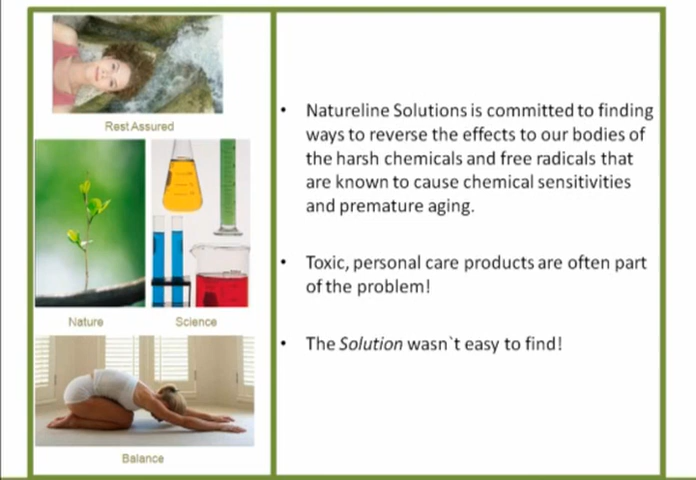 Rest Assured
Nature
Science
Balance
• Natureline Solutions is committed to finding
ways to reverse the effects to our bodies of
the harsh chemicals and free radicals that
are known to cause chemical sensitivities
and premature aging.
• Toxic, personal care products are often part
of the problem!
• The Solution wasn`t easy to find!